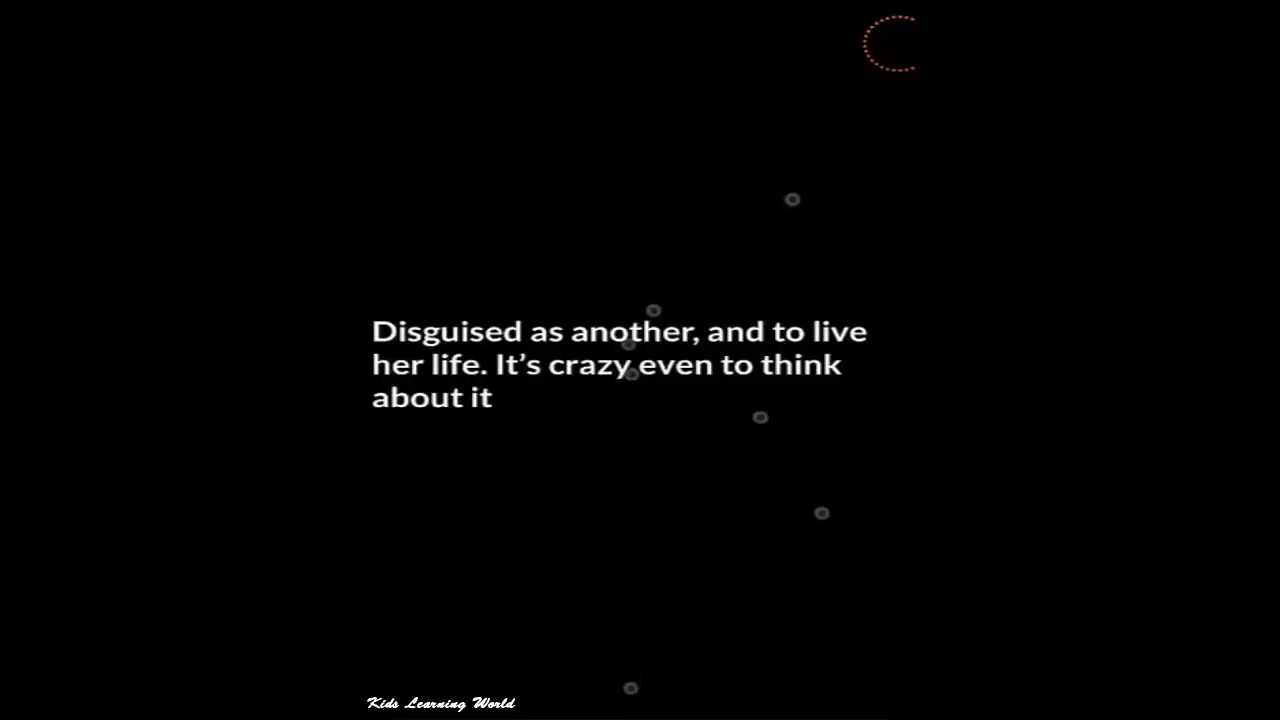 Disguised as another, and to live
her life. It’s crazy even to think
about it
Kids Learning World